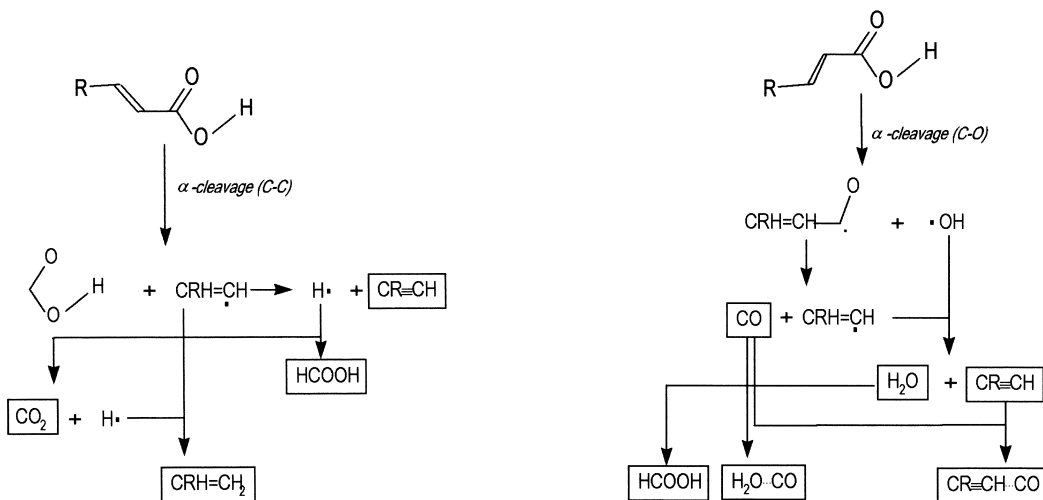 R
O
O
H
α-cleavage (C-C)
O
O
H
+
CRH=CH
H·
+
CR≡CH
HCOOH
CO₂
+
H·
CRH=CH₂
R
O
O
H
α-cleavage (C-O)
O
CRH=CH
+
·OH
CO
+
CRH=CH
H₂O
+
CR≡CH
HCOOH
H₂O···CO
CR≡CH···CO